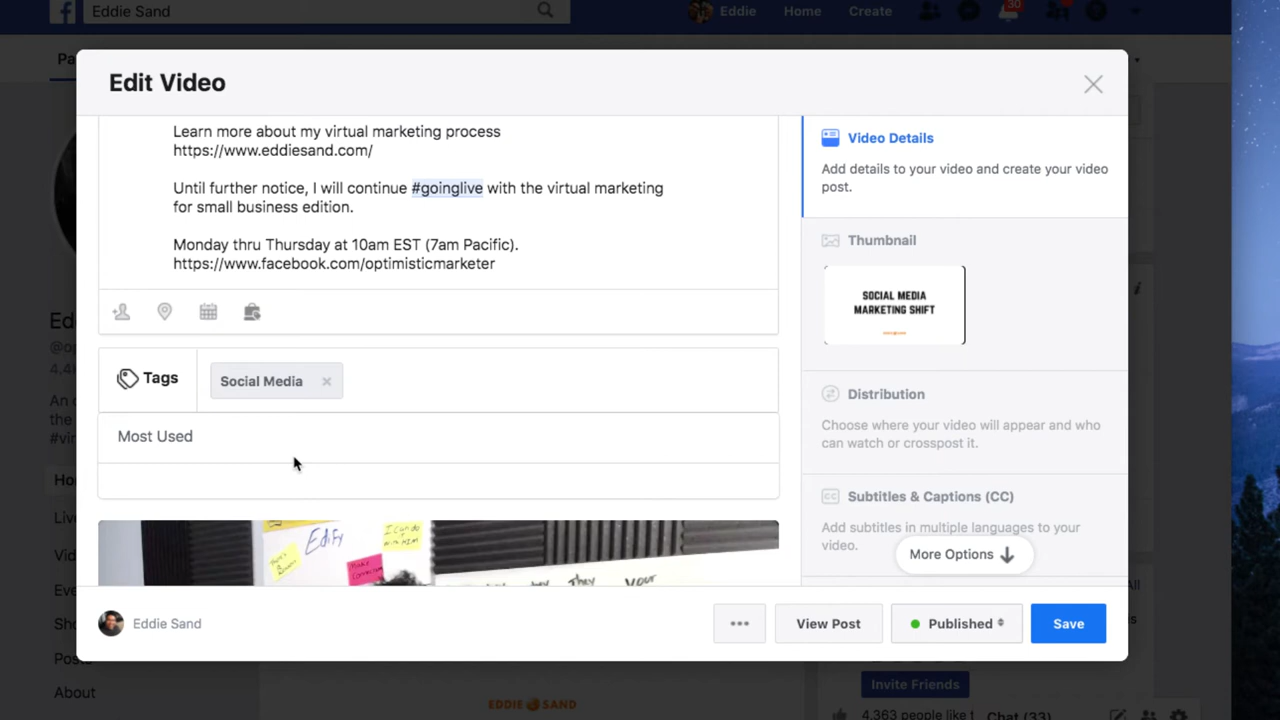 Eddie Sand
Eddie
Home
Create
30
Edit Video
Learn more about my virtual marketing process
https://www.eddiesand.com/
Until further notice, I will continue #goinglive with the virtual marketing
for small business edition.
Monday thru Thursday at 10am EST (7am Pacific).
https://www.facebook.com/optimisticmarketer
Tags
Social Media
Most Used
Edify
Video Details
Add details to your video and create your video
post.
Thumbnail
SOCIAL MEDIA
MARKETING SHIFT
Distribution
Choose where your video will appear and who
can watch or crosspost it.
Subtitles & Captions (CC)
Add subtitles in multiple languages to your
video.
More Options
Eddie Sand
•••
View Post
Published
Save
About
EDDIE SAND
Invite Friends
4,363 people like t
Chat (33)